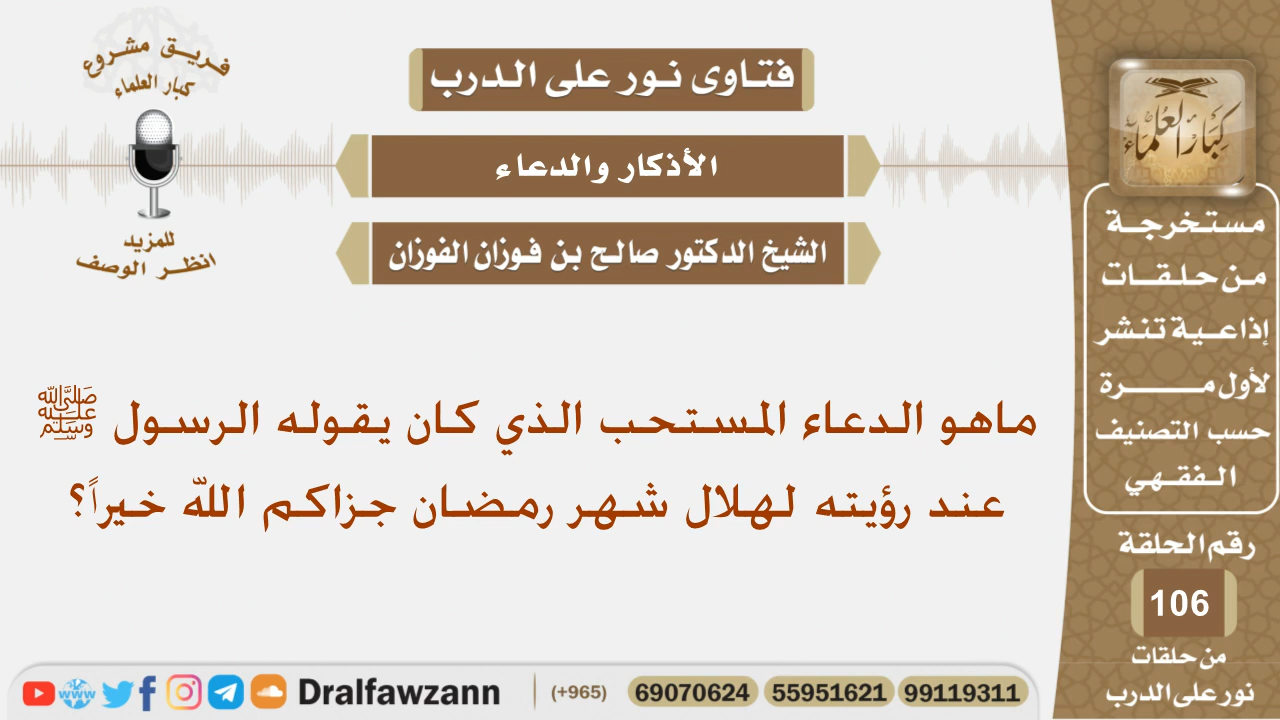 فريق مشروع
كبار العلماء
للمزيد
انظر الوصف
فتاوى نور على الدرب
الأذكار والدعاء
الشيخ الدكتور صالح بن فوزان الفوزان
ماهو الدعاء المستحب الذي كان يقوله الرسول ﷺ
عند رؤيته لهلال شهر رمضان جزاكم الله خيراً؟
كبار العلماء
مستخرجة
من حلقات
إذاعية تنشر
لأول مرة
حسب التصنيف
الفقهي
رقم الحلقة
106
من حلقات
نور على الدرب
www
Dralfawzann
(+965)
69070624
55951621
99119311